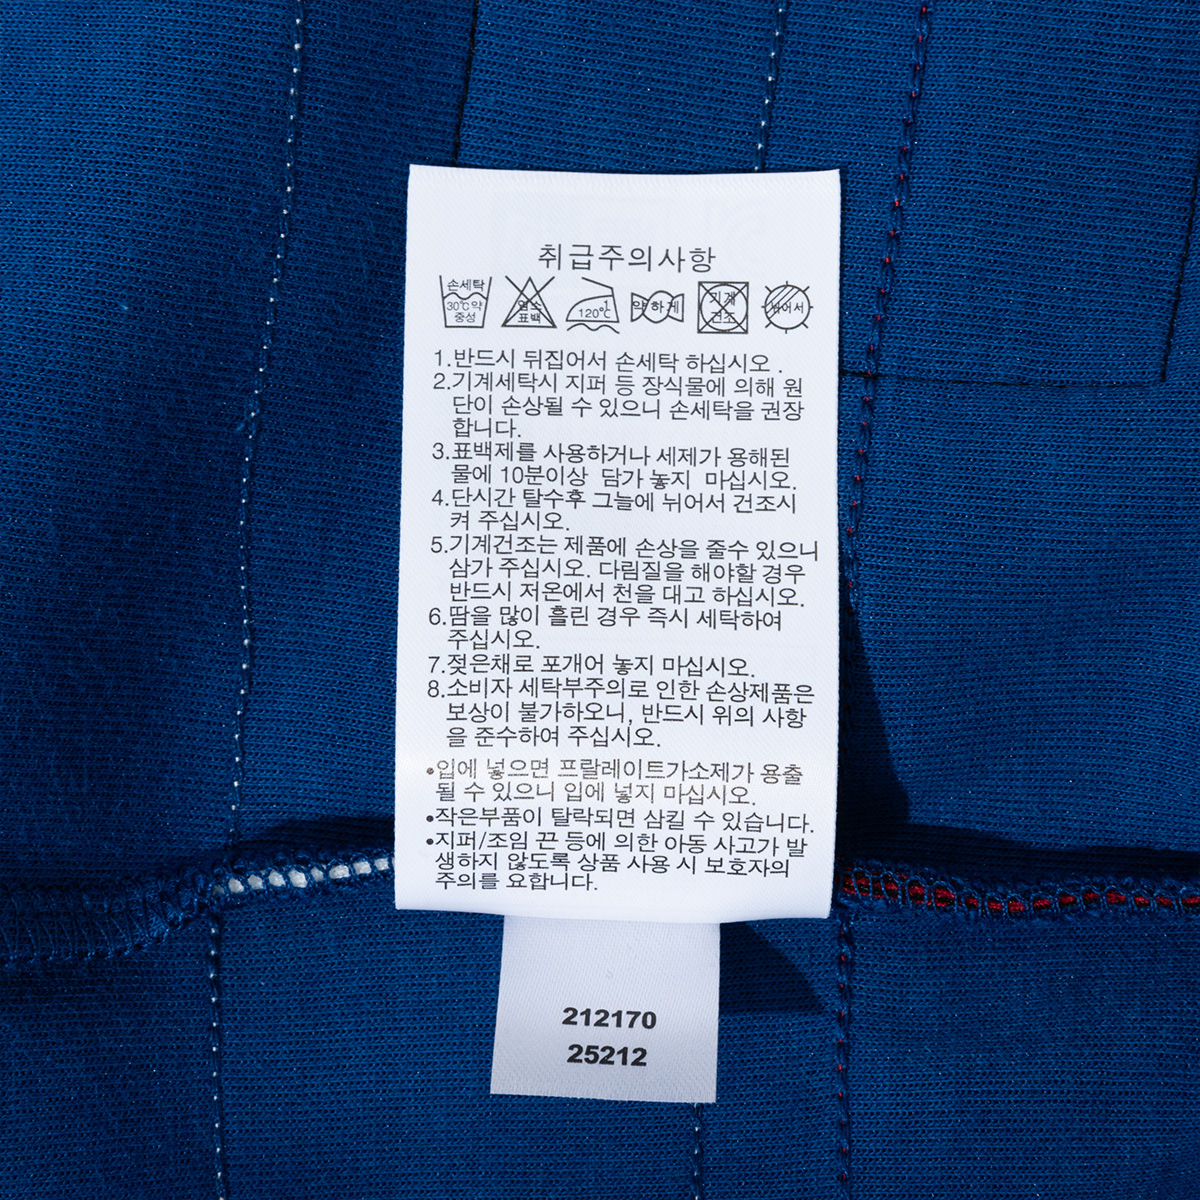 취급주의사항
손세탁
30℃약
중성
염소
표백
120℃
약하게
기계
건조
뉘어서
1.반드시 뒤집어서 손세탁 하십시오 .
2.기계세탁시 지퍼 등 장식물에 의해 원
단이 손상될 수 있으니 손세탁을 권장
합니다.
3.표백제를 사용하거나 세제가 용해된
물에 10분이상 담가 놓지 마십시오.
4.단시간 탈수후 그늘에 뉘어서 건조시
켜 주십시오.
5.기계건조는 제품에 손상을 줄수 있으니
삼가 주십시오. 다림질을 해야할 경우
반드시 저온에서 천을 대고 하십시오.
6.땀을 많이 흘린 경우 즉시 세탁하여
주십시오.
7.젖은채로 포개어 놓지 마십시오.
8.소비자 세탁부주의로 인한 손상제품은
보상이 불가하오니, 반드시 위의 사항
을 준수하여 주십시오.
•입에 넣으면 프탈레이트가소제가 용출
될 수 있으니 입에 넣지 마십시오.
•작은부품이 탈락되면 삼킬 수 있습니다.
•지퍼/조임 끈 등에 의한 아동 사고가 발
생하지 않도록 상품 사용 시 보호자의
주의를 요합니다.
212170
25212